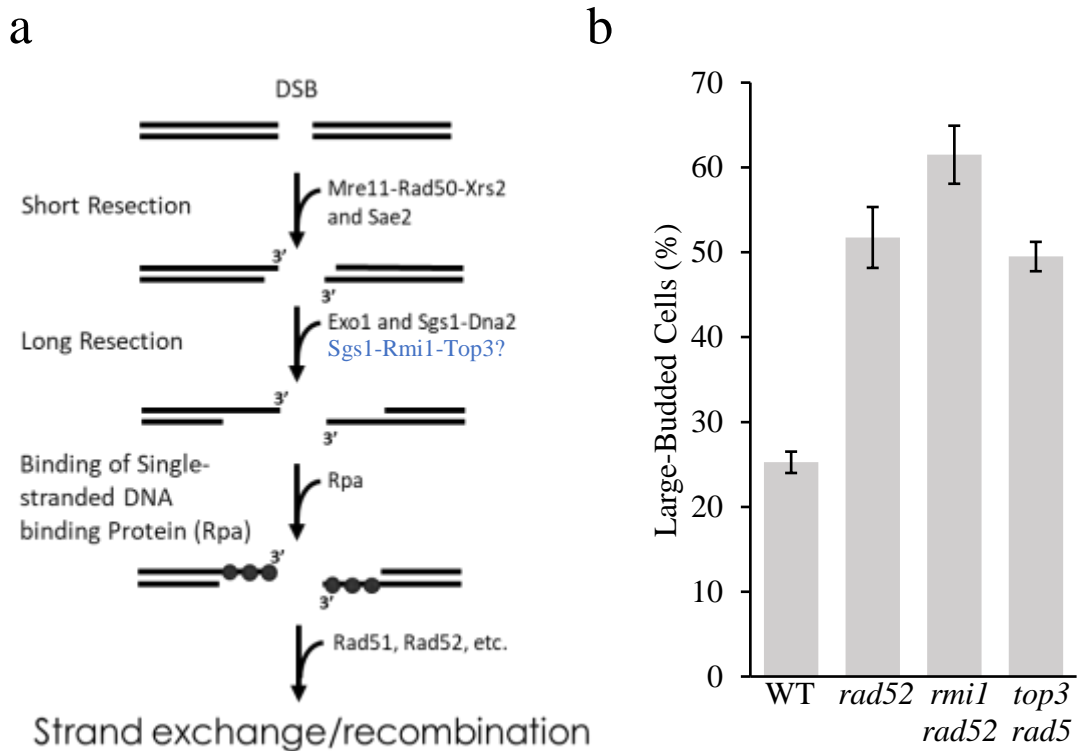 a
DSB
Short Resection
Mre11-Rad50-Xrs2
and Sae2
3'
3'
Long Resection
Exo1 and Sgs1-Dna2
Sgs1-Rmi1-Top3?
3'
3'
Binding of Single-
stranded DNA
binding Protein (Rpa)
Rpa
3'
3'
Rad51, Rad52, etc.
Strand exchange/recombination
b
Large-Budded Cells (%)
70
60
50
40
30
20
10
0
WT rad52 rmi1 top3
rad52 rad5